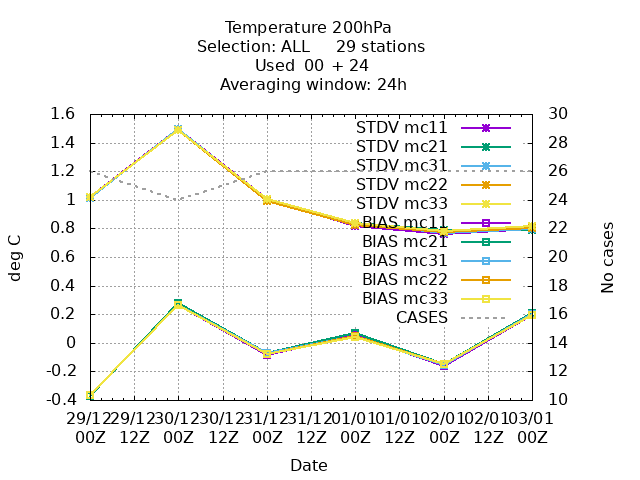 Temperature 200hPa
Selection: ALL 29 stations
Used 00 + 24
Averaging window: 24h
1.6
1.4
1.2
1
0.8
0.6
0.4
0.2
0
-0.2
-0.4
deg C
30
28
26
24
22
20
18
16
14
12
10
No cases
STDV mc11
STDV mc21
STDV mc31
STDV mc22
STDV mc33
BIAS mc11
BIAS mc21
BIAS mc31
BIAS mc22
BIAS mc33
CASES
29/12 29/12 30/12 30/12 31/12 31/12 01/01 01/01 02/01 02/01 03/01
00Z 12Z 00Z 12Z 00Z 12Z 00Z 12Z 00Z 12Z 00Z
Date